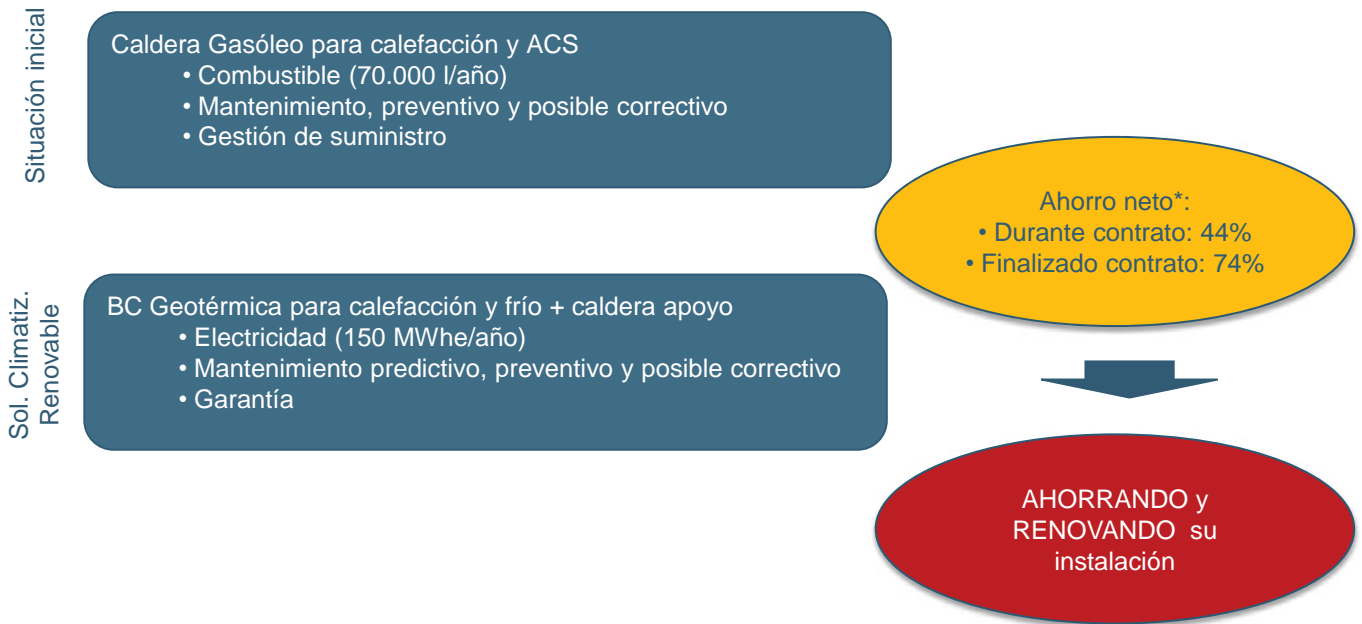 Situación inicial
Caldera Gasóleo para calefacción y ACS
• Combustible (70.000 l/año)
• Mantenimiento, preventivo y posible correctivo
• Gestión de suministro
Ahorro neto*:
• Durante contrato: 44%
• Finalizado contrato: 74%
Sol. Climatiz.
Renovable
BC Geotérmica para calefacción y frío + caldera apoyo
• Electricidad (150 MWhe/año)
• Mantenimiento predictivo, preventivo y posible correctivo
• Garantía
AHORRANDO y
RENOVANDO su
instalación